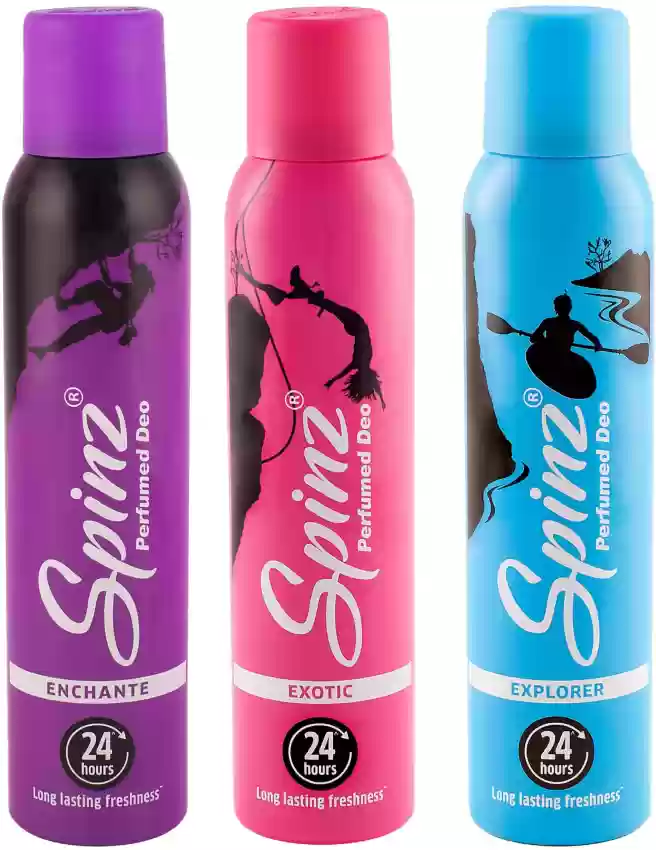 Spinz®
Perfumed Deo
ENCHANTE
24^
hours
Long lasting freshness™
Spinz®
Perfumed Deo
EXOTIC
24^
hours
Long lasting freshness™
Spinz®
Perfumed Deo
EXPLORER
24^
hours
Long lasting freshness™